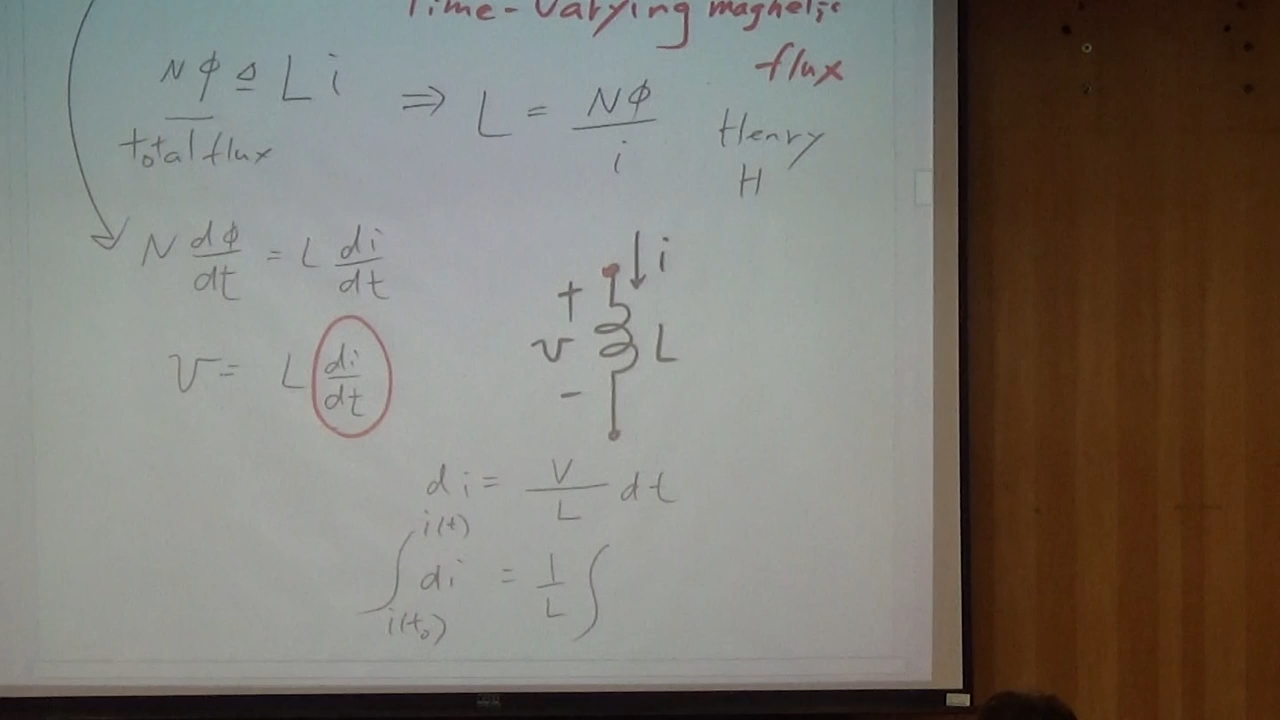 Time-Varying magnetic
flux
Nϕ ≜ Li ⇒ L = Nϕ/i
Henry
H
total flux
N dϕ/dt = L di/dt
i
+
v L
-
v = L di/dt
di = V/L dt
∫_{i(t₀)}^{i(t)} di = 1/L ∫